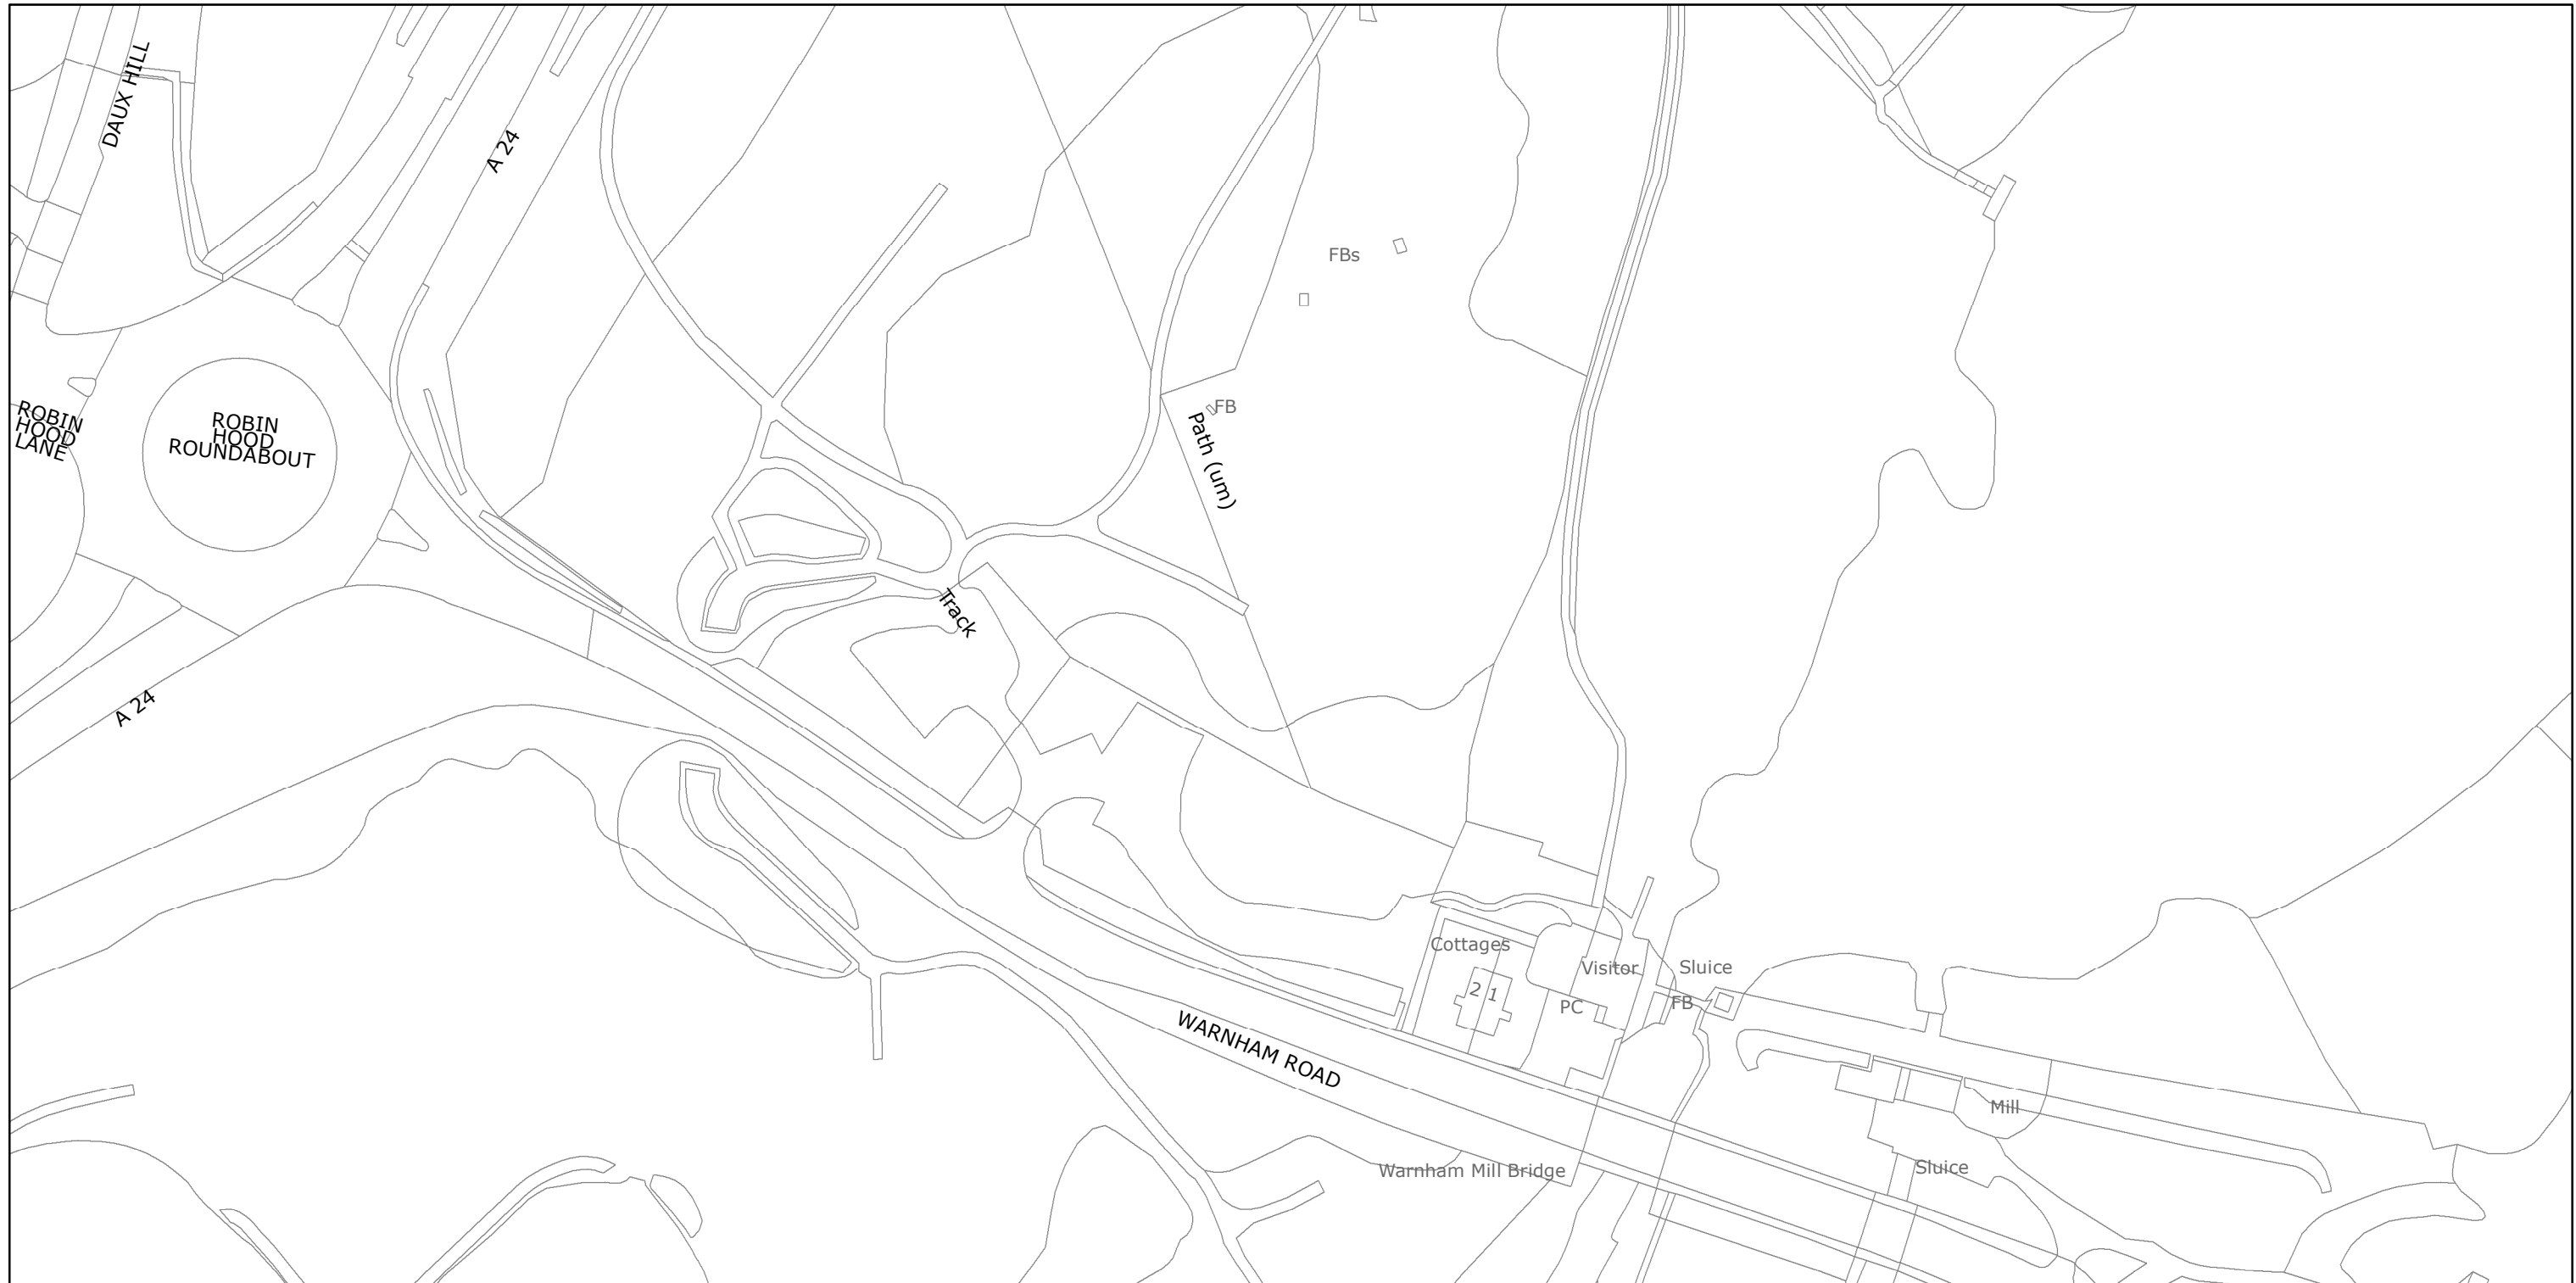 DAUX HILL
A 24
FBs
FB
ROBIN
HOOD
LANE
ROBIN
HOOD
ROUNDABOUT
Path (um)
Track
A 24
Cottages
Visitor
Sluice
2 1
PC
FB
WARNHAM ROAD
Mill
Warnham Mill Bridge
Sluice